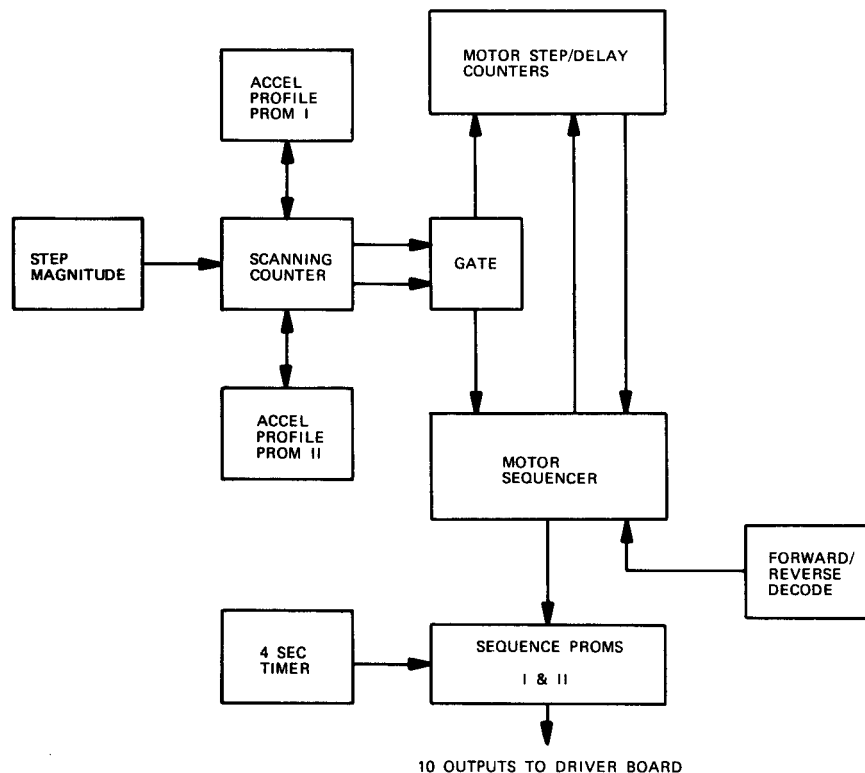 MOTOR STEP/DELAY
COUNTERS
ACCEL
PROFILE
PROM I
STEP
MAGNITUDE
SCANNING
COUNTER
GATE
ACCEL
PROFILE
PROM II
MOTOR
SEQUENCER
FORWARD/
REVERSE
DECODE
4 SEC
TIMER
SEQUENCE PROMS
I & II
10 OUTPUTS TO DRIVER BOARD